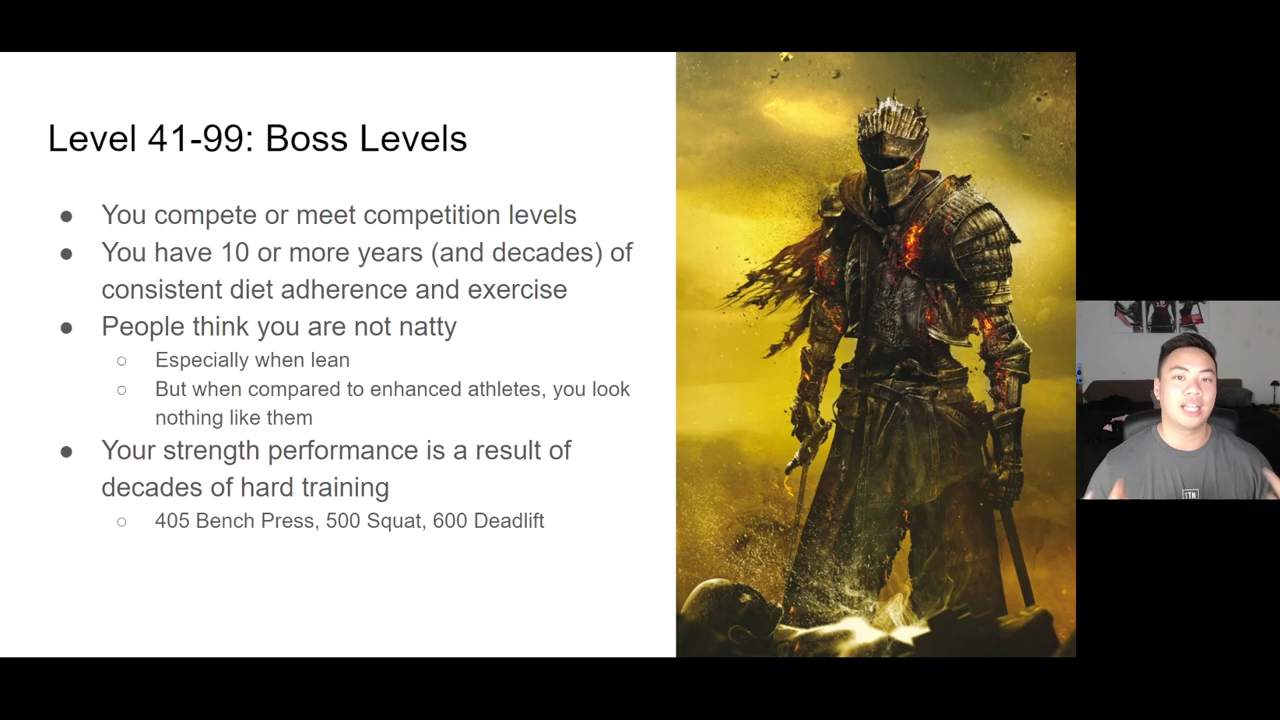 Level 41-99: Boss Levels
● You compete or meet competition levels
● You have 10 or more years (and decades) of
consistent diet adherence and exercise
● People think you are not natty
○ Especially when lean
○ But when compared to enhanced athletes, you look
nothing like them
● Your strength performance is a result of
decades of hard training
○ 405 Bench Press, 500 Squat, 600 Deadlift